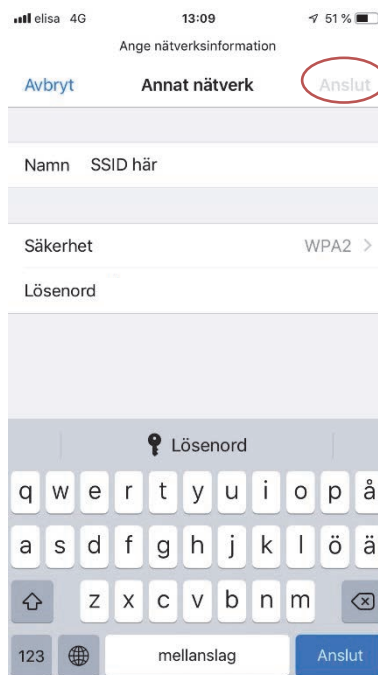 elisa 4G 13:09 51 %
Ange nätverksinformation
Avbryt Annat nätverk Anslut
Namn SSID här
Säkerhet WPA2 >
Lösenord
Lösenord
q w e r t y u i o p å
a s d f g h j k l ö ä
z x c v b n m
123 mellanslag Anslut